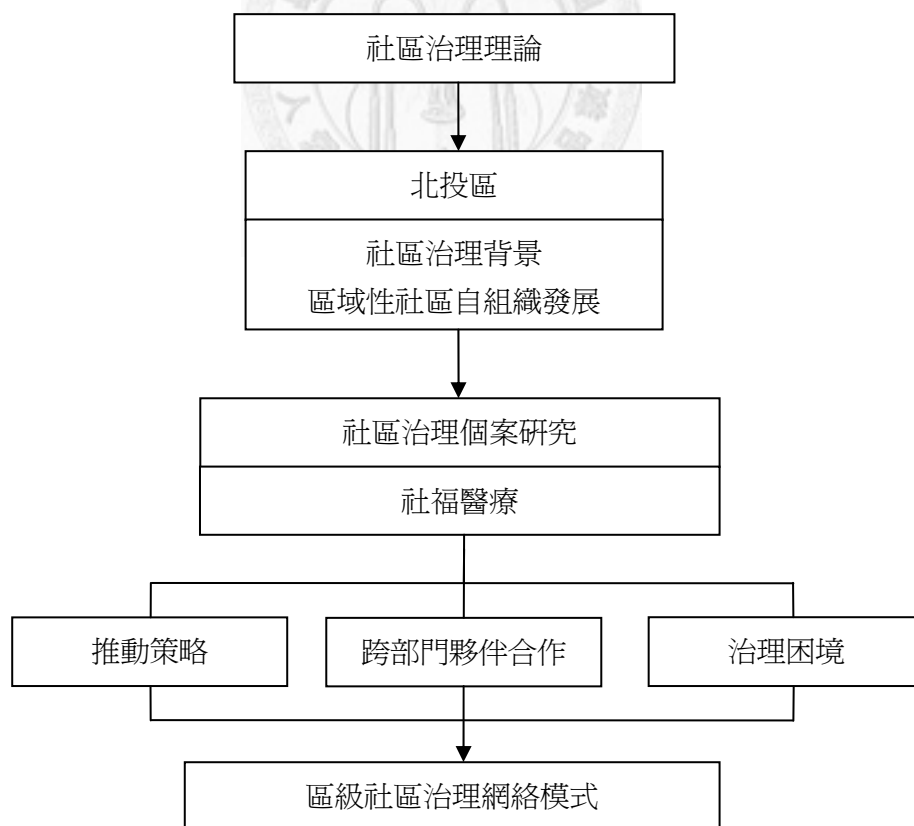 社區治理理論
北投區
社區治理背景
區域性社區自組織發展
社區治理個案研究
社福醫療
推動策略
跨部門夥伴合作
治理困境
區級社區治理網絡模式